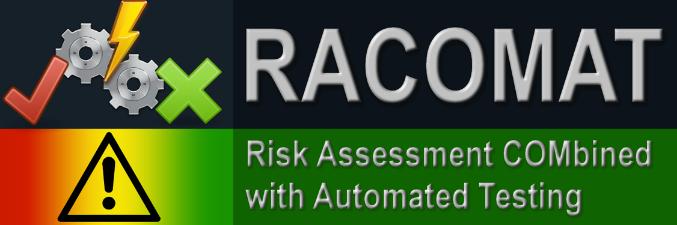 RACOMAT
Risk Assessment COMbined
with Automated Testing